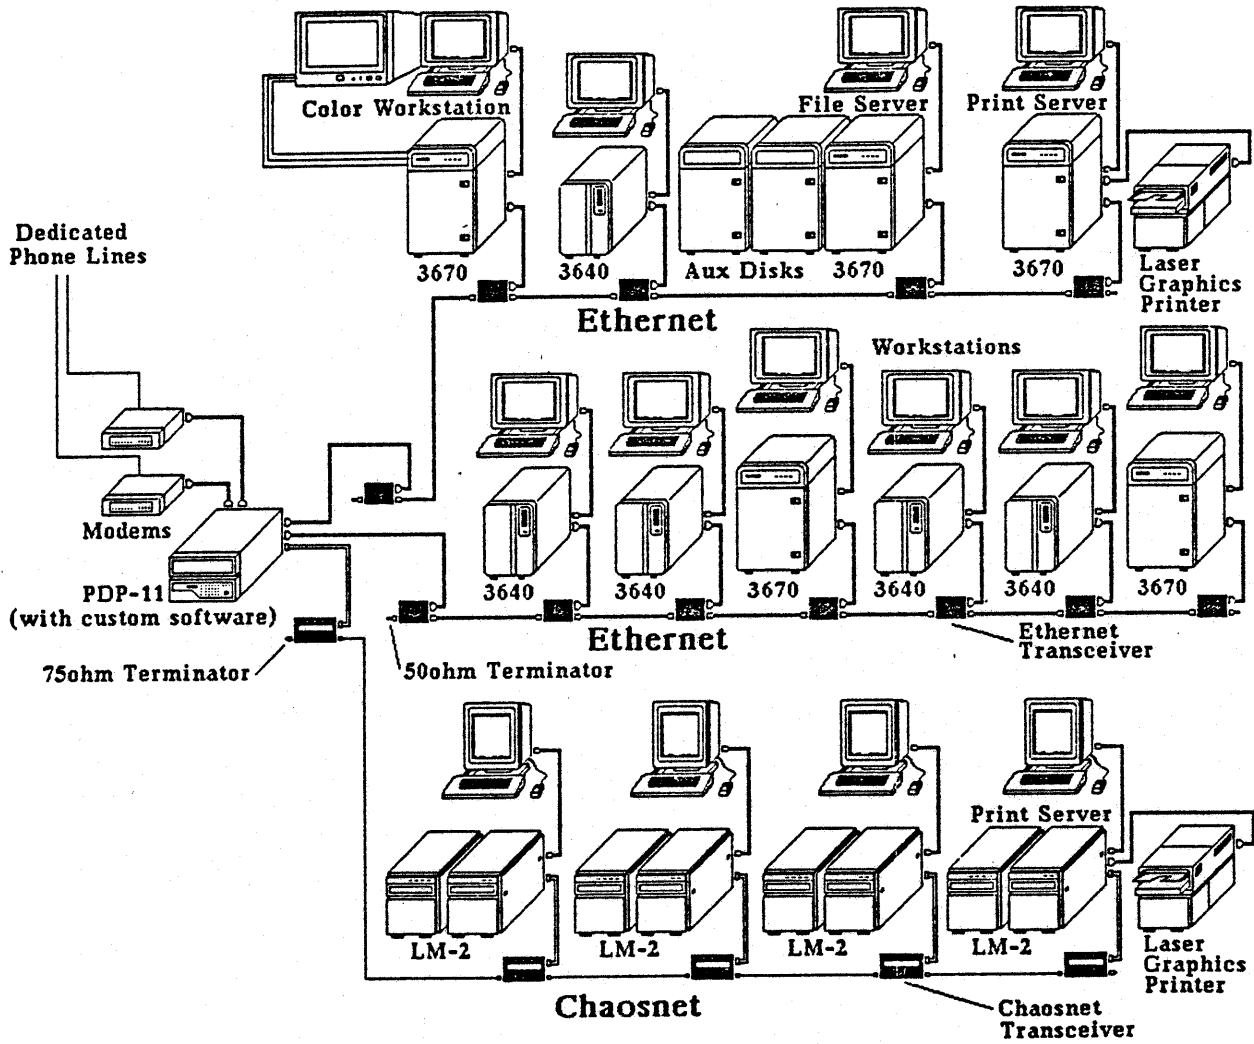 Color Workstation
File Server
Print Server
3670
3640
Aux Disks
3670
3670
Laser
Graphics
Printer
Ethernet
Dedicated
Phone Lines
Modems
PDP-11
(with custom software)
75ohm Terminator
50ohm Terminator
Workstations
3640
3640
3670
3640
3640
3670
Ethernet
Ethernet
Transceiver
Print Server
LM-2
LM-2
LM-2
LM-2
Laser
Graphics
Printer
Chaosnet
Chaosnet
Transceiver